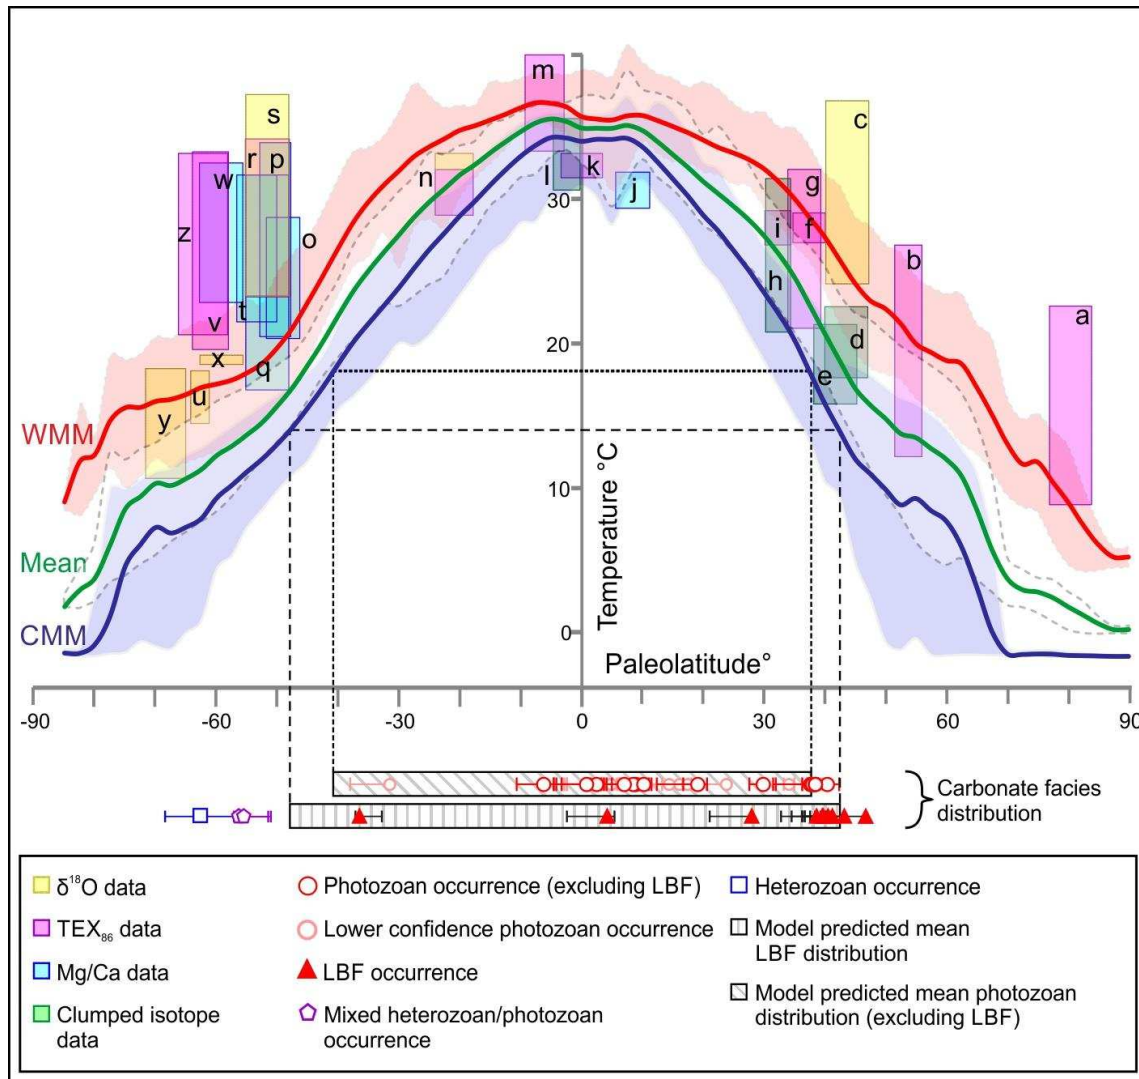 m
s
c
r
p
w
k
l
n
g
j
i
f
z
o
b
h
a
t
v
x
d
q
e
u
y
30
20
10
0
WMM
Mean
CMM
Temperature °C
Paleolatitude°
-90
-60
-30
0
30
60
90
Carbonate facies
distribution
δ¹⁸O data
TEX₈₆ data
Mg/Ca data
Clumped isotope
data
Photozoan occurrence (excluding LBF)
Lower confidence photozoan occurrence
LBF occurrence
Mixed heterozoan/photozoan
occurrence
Heterozoan occurrence
Model predicted mean
LBF distribution
Model predicted mean photozoan
distribution (excluding LBF)